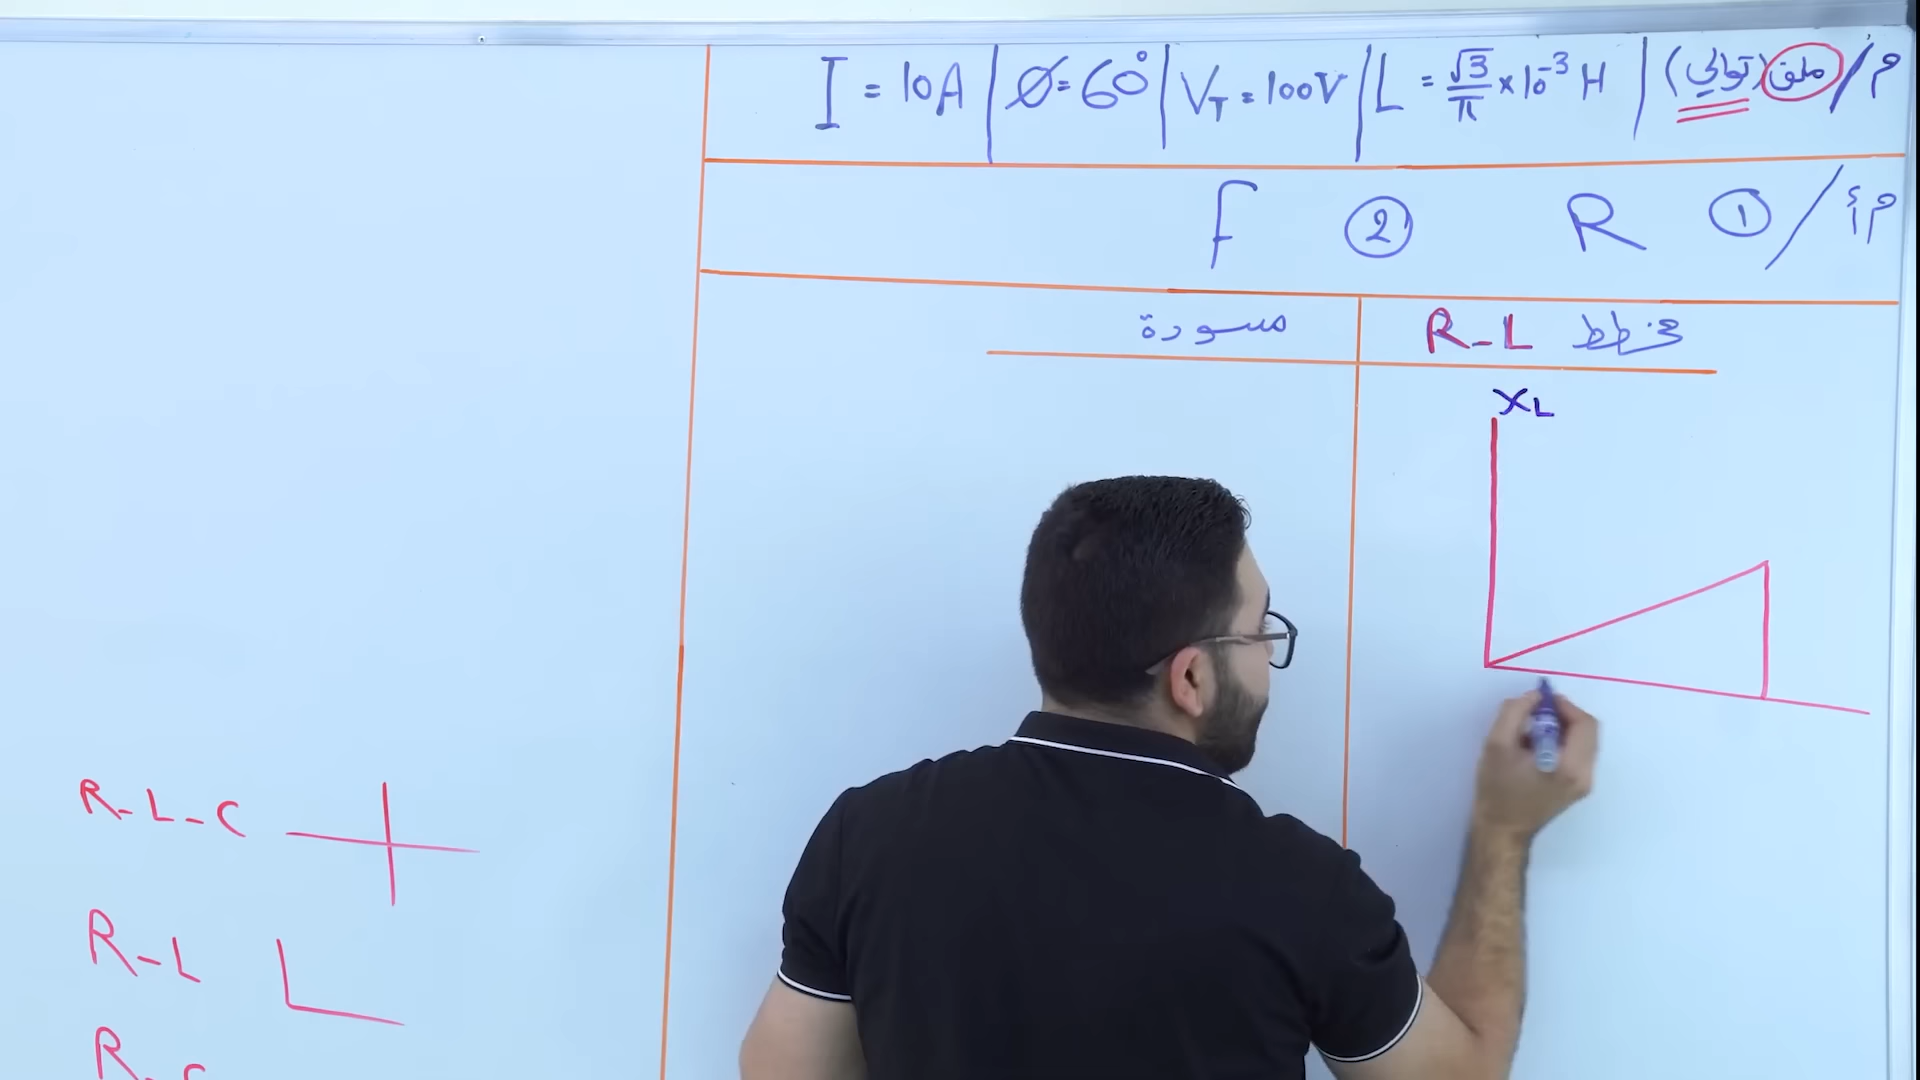 م/ ملف (توالي) | L = √3/π × 10⁻³ H | V_T = 100V | Ø = 60° | I = 10A
م أ/ ① R ② F
مخطط R-L
مسودة
X_L
R-L-C
R-L
R-C